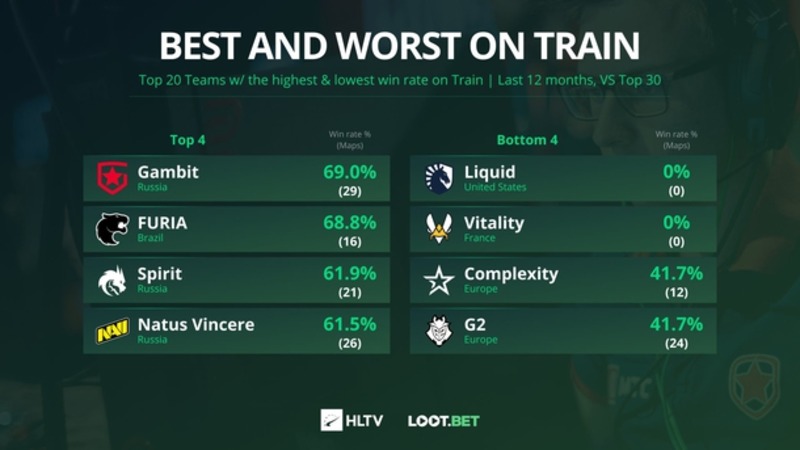 BEST AND WORST ON TRAIN
Top 20 Teams w/ the highest & lowest win rate on Train | Last 12 months, VS Top 30
Top 4
Win rate %
(Maps)
Gambit
Russia
69.0%
(29)
FURIA
Brazil
68.8%
(16)
Spirit
Russia
61.9%
(21)
NAVI
Natus Vincere
Russia
61.5%
(26)
Bottom 4
Win rate %
(Maps)
Liquid
United States
0%
(0)
Vitality
France
0%
(0)
Complexity
Europe
41.7%
(12)
G2
Europe
41.7%
(24)
HLTV
LOOT.BET